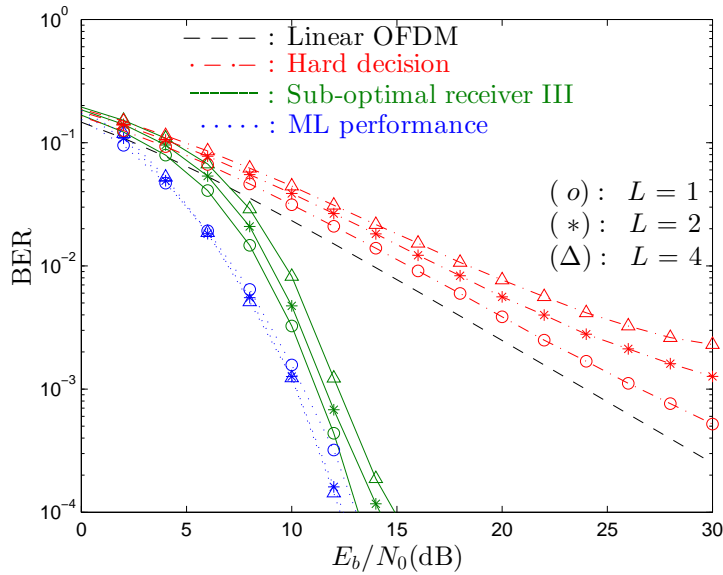 10^0
10^-1
10^-2
10^-3
10^-4
BER
: Linear OFDM
: Hard decision
: Sub-optimal receiver III
: ML performance
( o ) : L = 1
( * ) : L = 2
(Δ) : L = 4
0 5 10 15 20 25 30
E_b/N_0(dB)